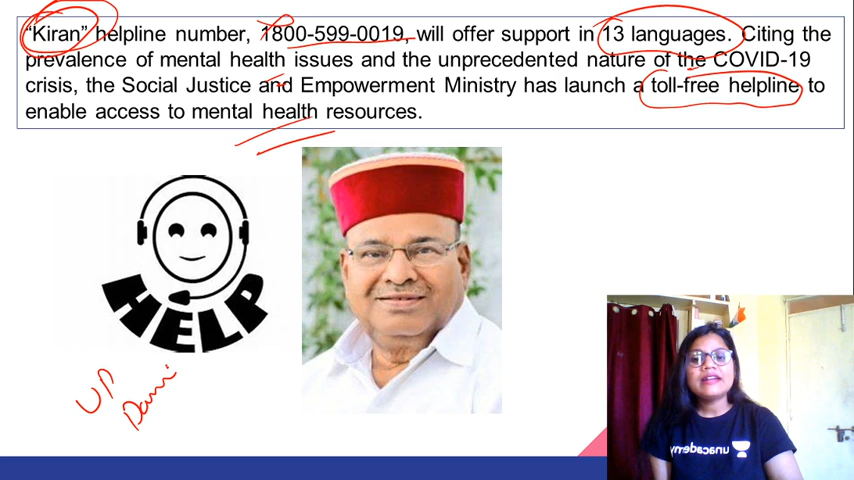 “Kiran” helpline number, 1800-599-0019, will offer support in 13 languages. Citing the
prevalence of mental health issues and the unprecedented nature of the COVID-19
crisis, the Social Justice and Empowerment Ministry has launch a toll-free helpline to
enable access to mental health resources.
HELP
UP
unacademy